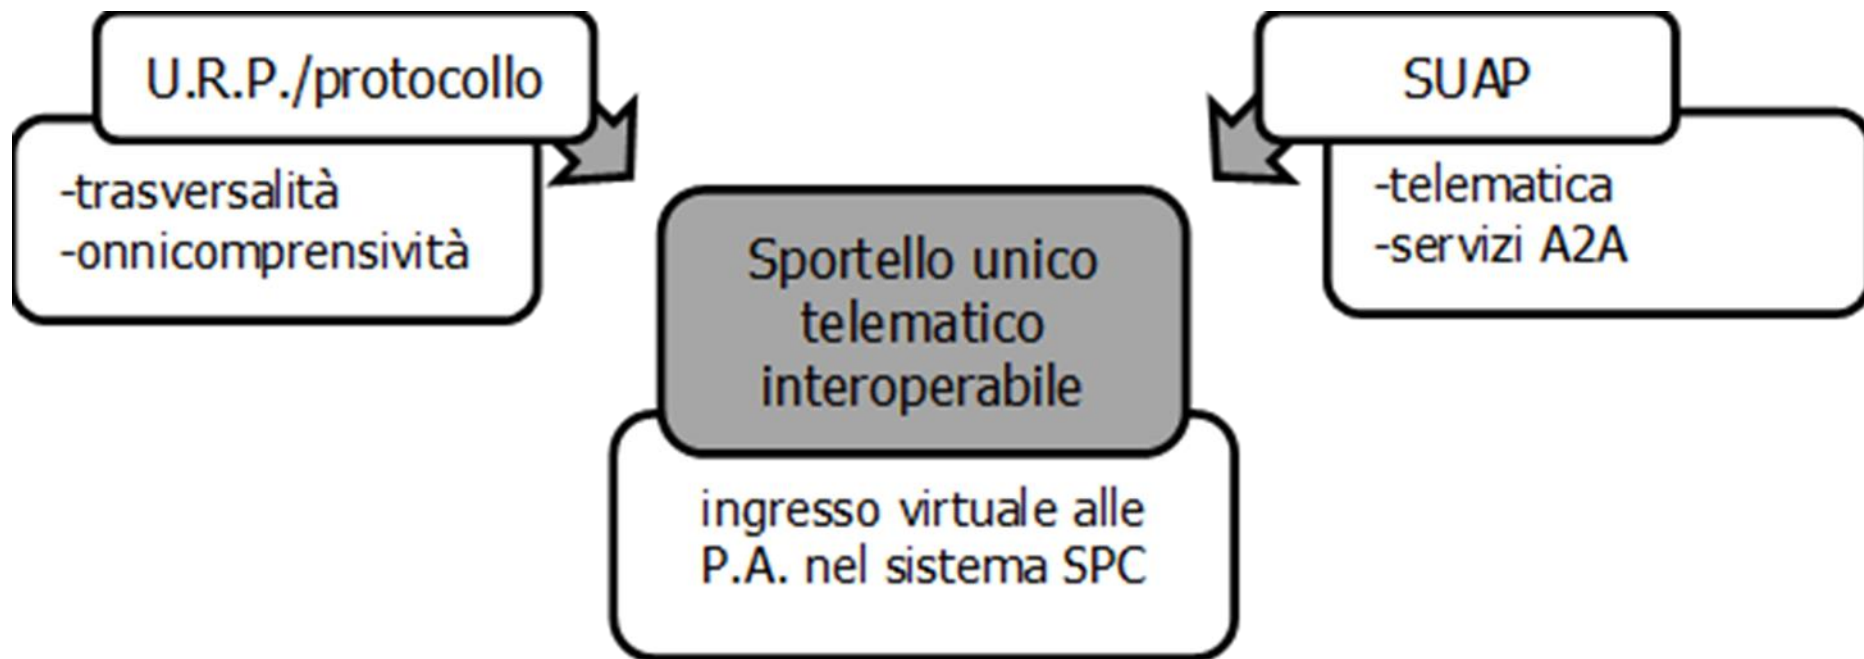 U.R.P./protocollo
-trasversalità
-onnicomprensività
SUAP
-telematica
-servizi A2A
Sportello unico
telematico
interoperabile
ingresso virtuale alle
P.A. nel sistema SPC